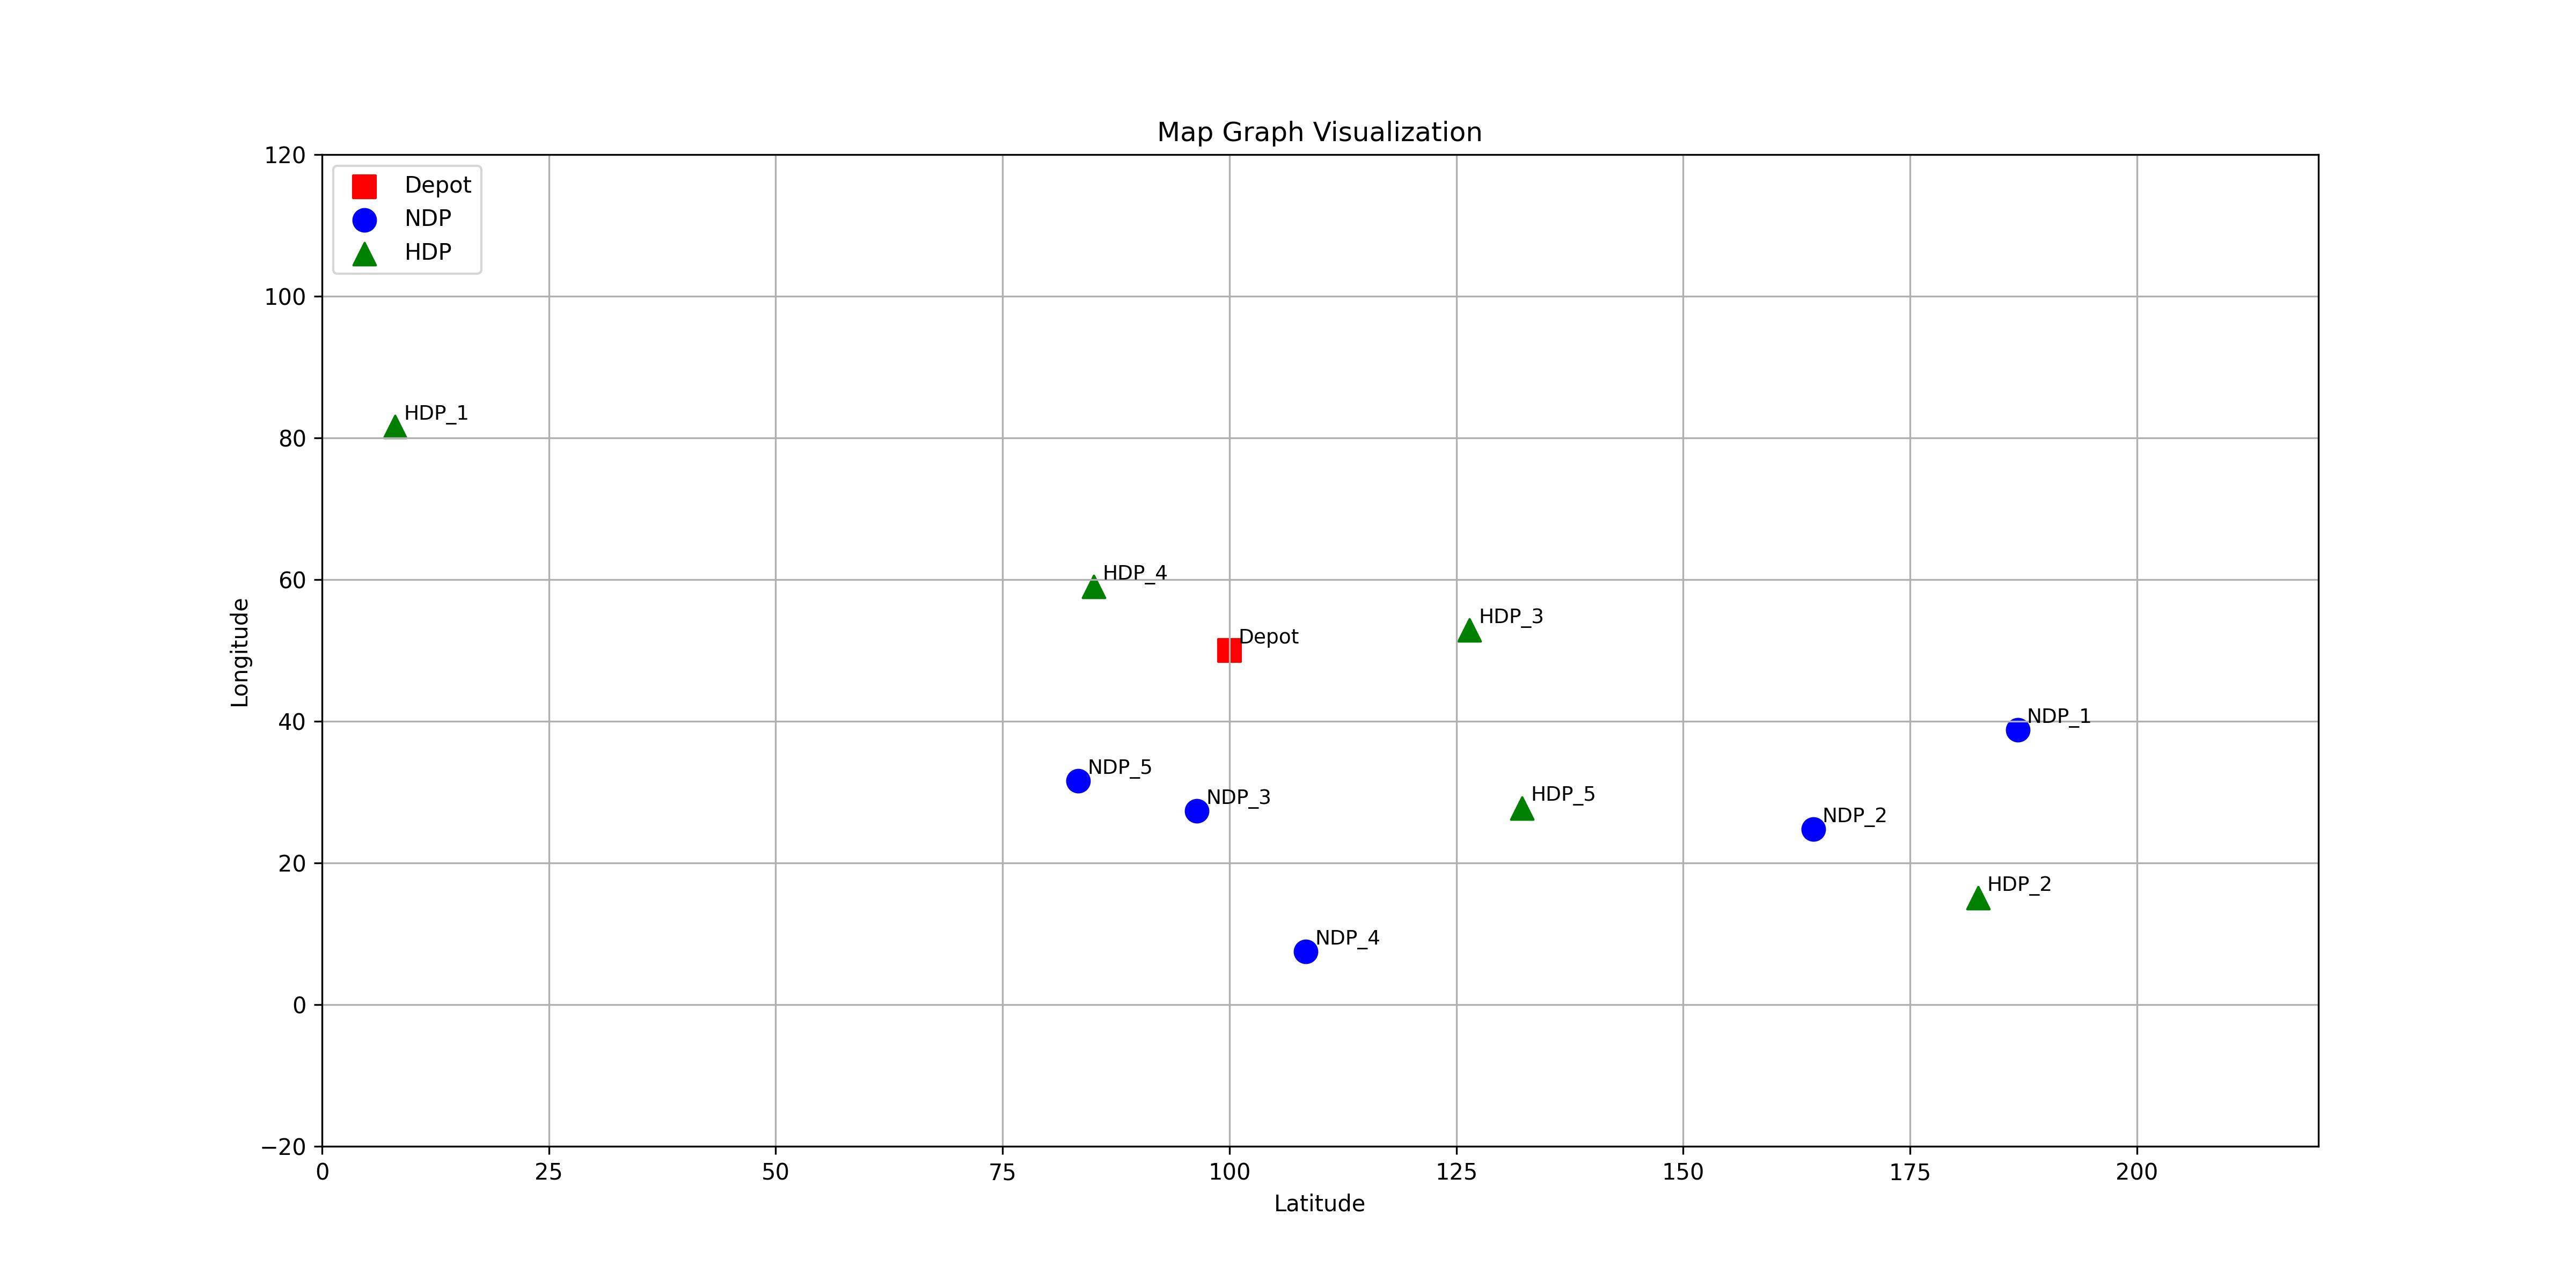 Map Graph Visualization
120
100
80
60
40
20
0
−20
Longitude
Depot
NDP
HDP
HDP_1
HDP_4
HDP_3
Depot
NDP_1
NDP_5
NDP_3
HDP_5
NDP_2
HDP_2
NDP_4
0 25 50 75 100 125 150 175 200
Latitude